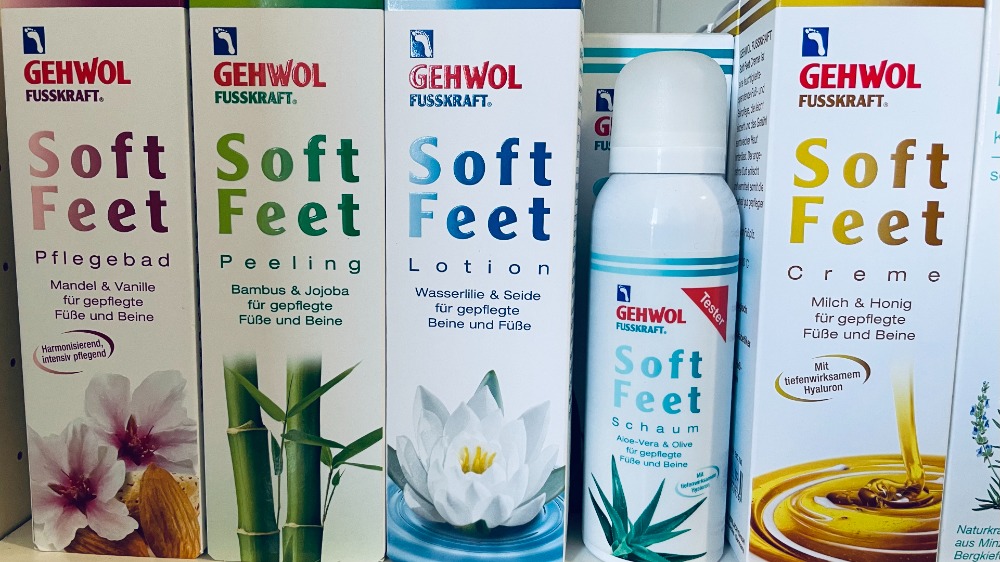 GEHWOL
FUSSKRAFT®
Soft
Feet
Pflegebad
Mandel & Vanille
für gepflegte
Füße und Beine
Harmonisierend,
intensiv pflegend
GEHWOL
FUSSKRAFT®
Soft
Feet
Peeling
Bambus & Jojoba
für gepflegte
Füße und Beine
GEHWOL
FUSSKRAFT®
Soft
Feet
Lotion
Wasserlilie & Seide
für gepflegte
Beine und Füße
GEHWOL
FUSSKRAFT®
Tester
Soft
Feet
Schaum
Aloe-Vera & Olive
für gepflegte
Füße und Beine
Mit
tiefenwirksamem
Hyaluron
GEHWOL
FUSSKRAFT®
Soft
Feet
Creme
Milch & Honig
für gepflegte
Füße und Beine
Mit
tiefenwirksamem
Hyaluron